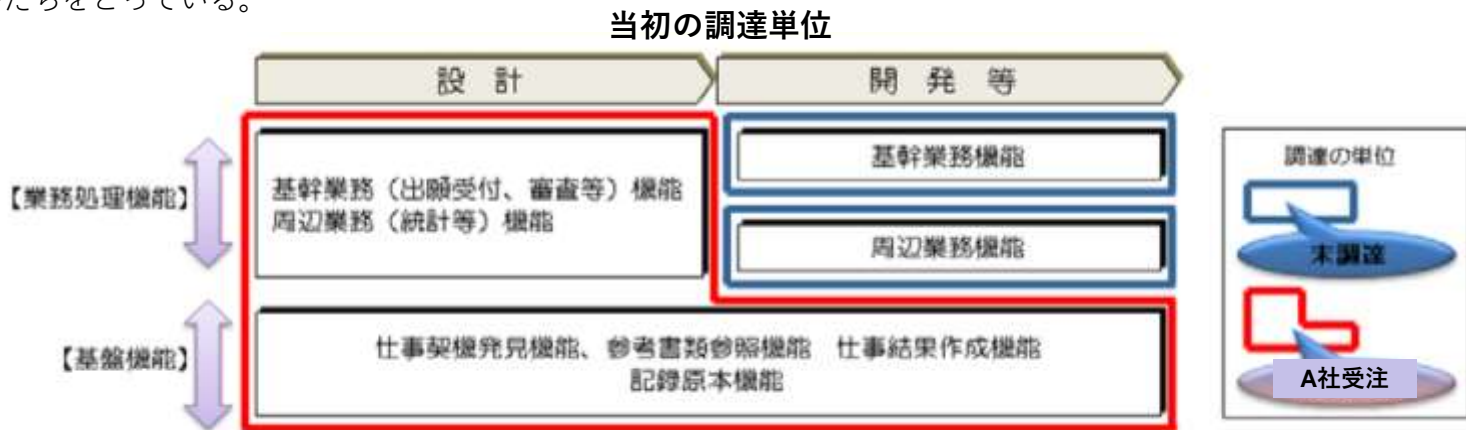 たちをとっている。
当初の調達単位
設 計
開 発 等
【業務処理機能】
基幹業務（出願受付、審査等）機能
周辺業務（統計等）機能
基幹業務機能
周辺業務機能
【基盤機能】
仕事契機発見機能、参考書類参照機能 仕事結果作成機能
記録原本機能
調達の単位
未調達
A社受注